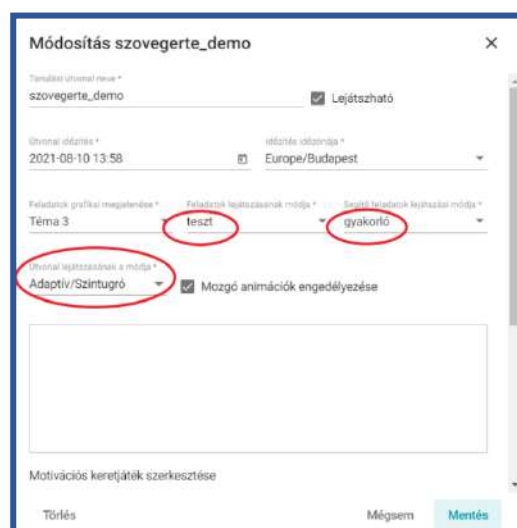 Módosítás szovegerte_demo
Tanulási útvonal neve *
szovegerte_demo
Lejátszható
Útvonal időzítés *
Időzítés időzónája *
2021-08-10 13:58
Europe/Budapest
Feladatok grafikai megjelenése *
Feladatok lejátszásának módja *
Segítő feladatok lejátszási módja *
Téma 3
teszt
gyakorló
Útvonal lejátszásának a módja *
Adaptív/Szintugró
Mozgó animációk engedélyezése
Motivációs keretjáték szerkesztése
Törlés
Mégsem
Mentés